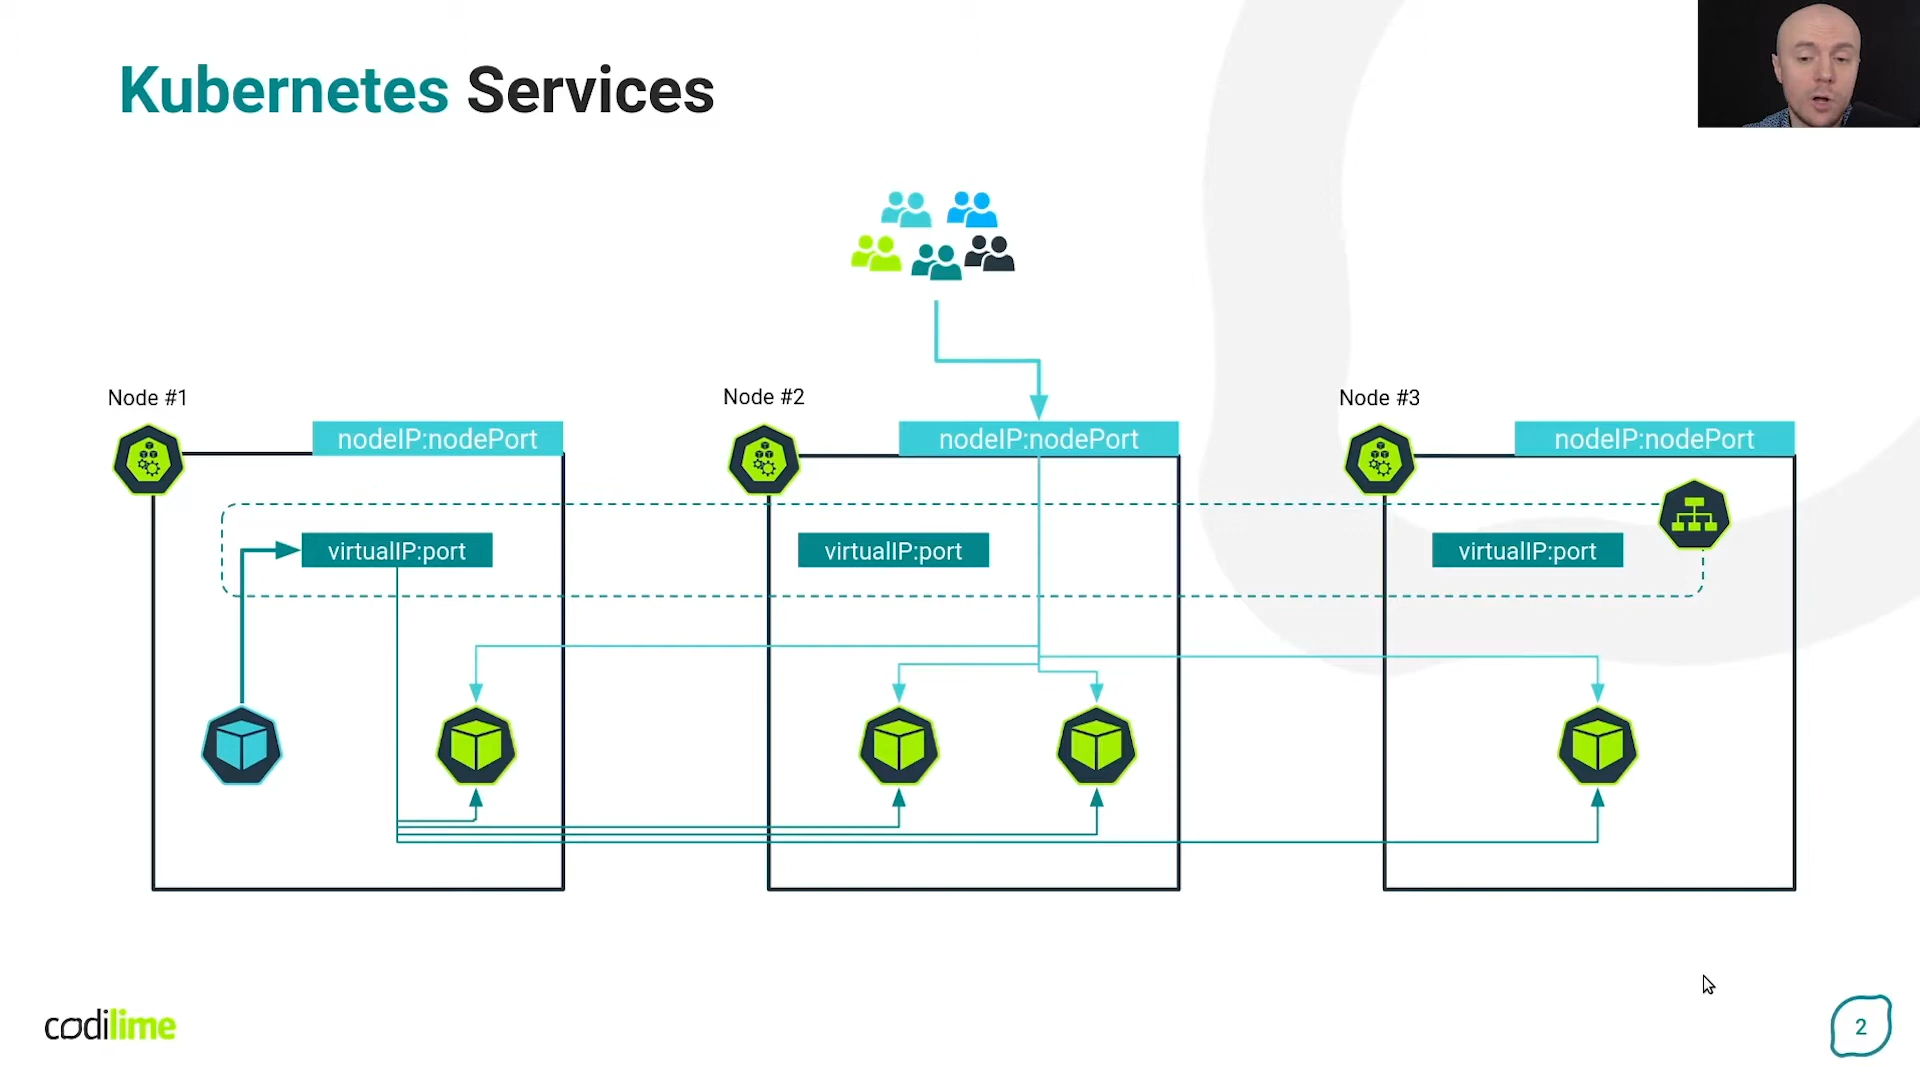 Kubernetes Services
Node #1
Node #2
Node #3
nodeIP:nodePort
nodeIP:nodePort
nodeIP:nodePort
virtualIP:port
virtualIP:port
virtualIP:port
codilime
2